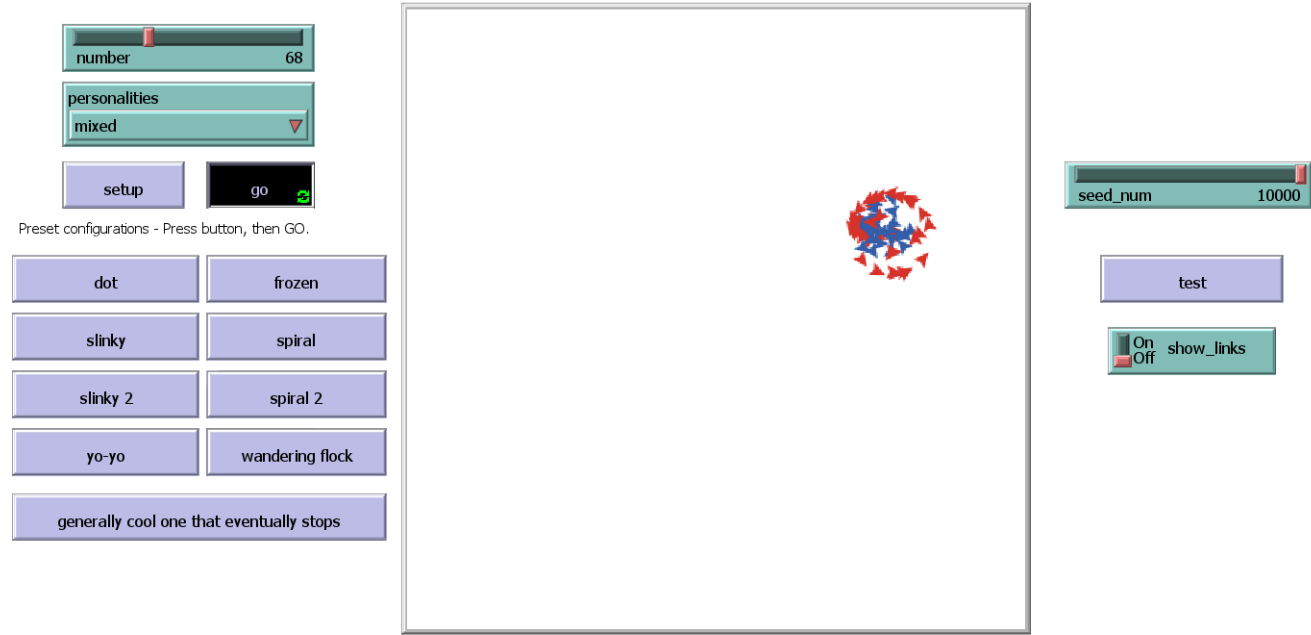 number 68
personalities
mixed
setup go
Preset configurations - Press button, then GO.
dot frozen
slinky spiral
slinky 2 spiral 2
yo-yo wandering flock
generally cool one that eventually stops
seed_num 10000
test
On
Off show_links